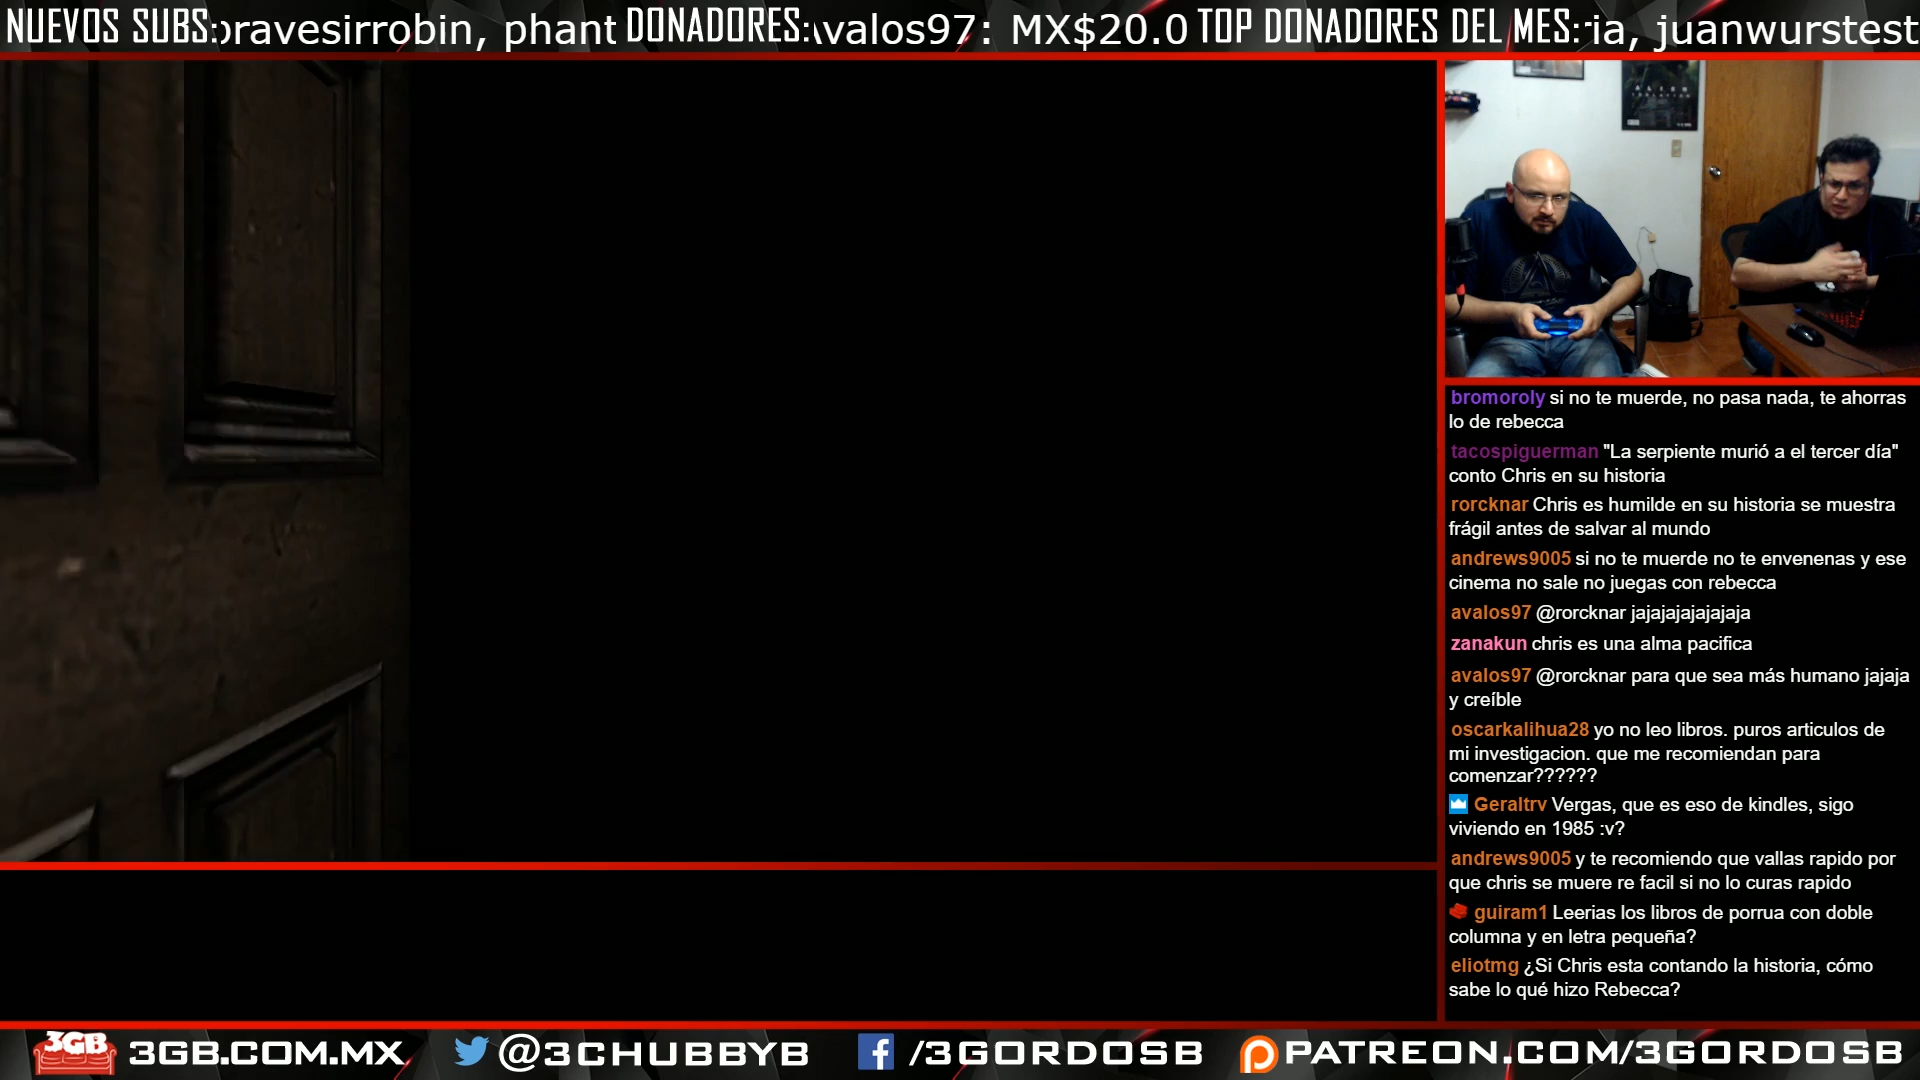 NUEVOS SUBS: bravesirrobin, phant DONADORES: Avalos97: MX$20.0 TOP DONADORES DEL MES: ria, juanwurstest
ALIEN
bromoroly si no te muerde, no pasa nada, te ahorras
lo de rebecca
tacospiguerman "La serpiente murió a el tercer día"
conto Chris en su historia
rorcknar Chris es humilde en su historia se muestra
frágil antes de salvar al mundo
andrews9005 si no te muerde no te envenenas y ese
cinema no sale no juegas con rebecca
avalos97 @rorcknar jajajajajajajaja
zanakun chris es una alma pacifica
avalos97 @rorcknar para que sea más humano jajaja
y creíble
oscarkalihua28 yo no leo libros. puros articulos de
mi investigacion. que me recomiendan para
comenzar??????
Geraltrv Vergas, que es eso de kindles, sigo
viviendo en 1985 :v?
andrews9005 y te recomiendo que vallas rapido por
que chris se muere re facil si no lo curas rapido
guiram1 Leerias los libros de porrua con doble
columna y en letra pequeña?
eliotmg ¿Si Chris esta contando la historia, cómo
sabe lo qué hizo Rebecca?
3GB 3GB.COM.MX @3CHUBBYB /3GORDOSB PATREON.COM/3GORDOSB